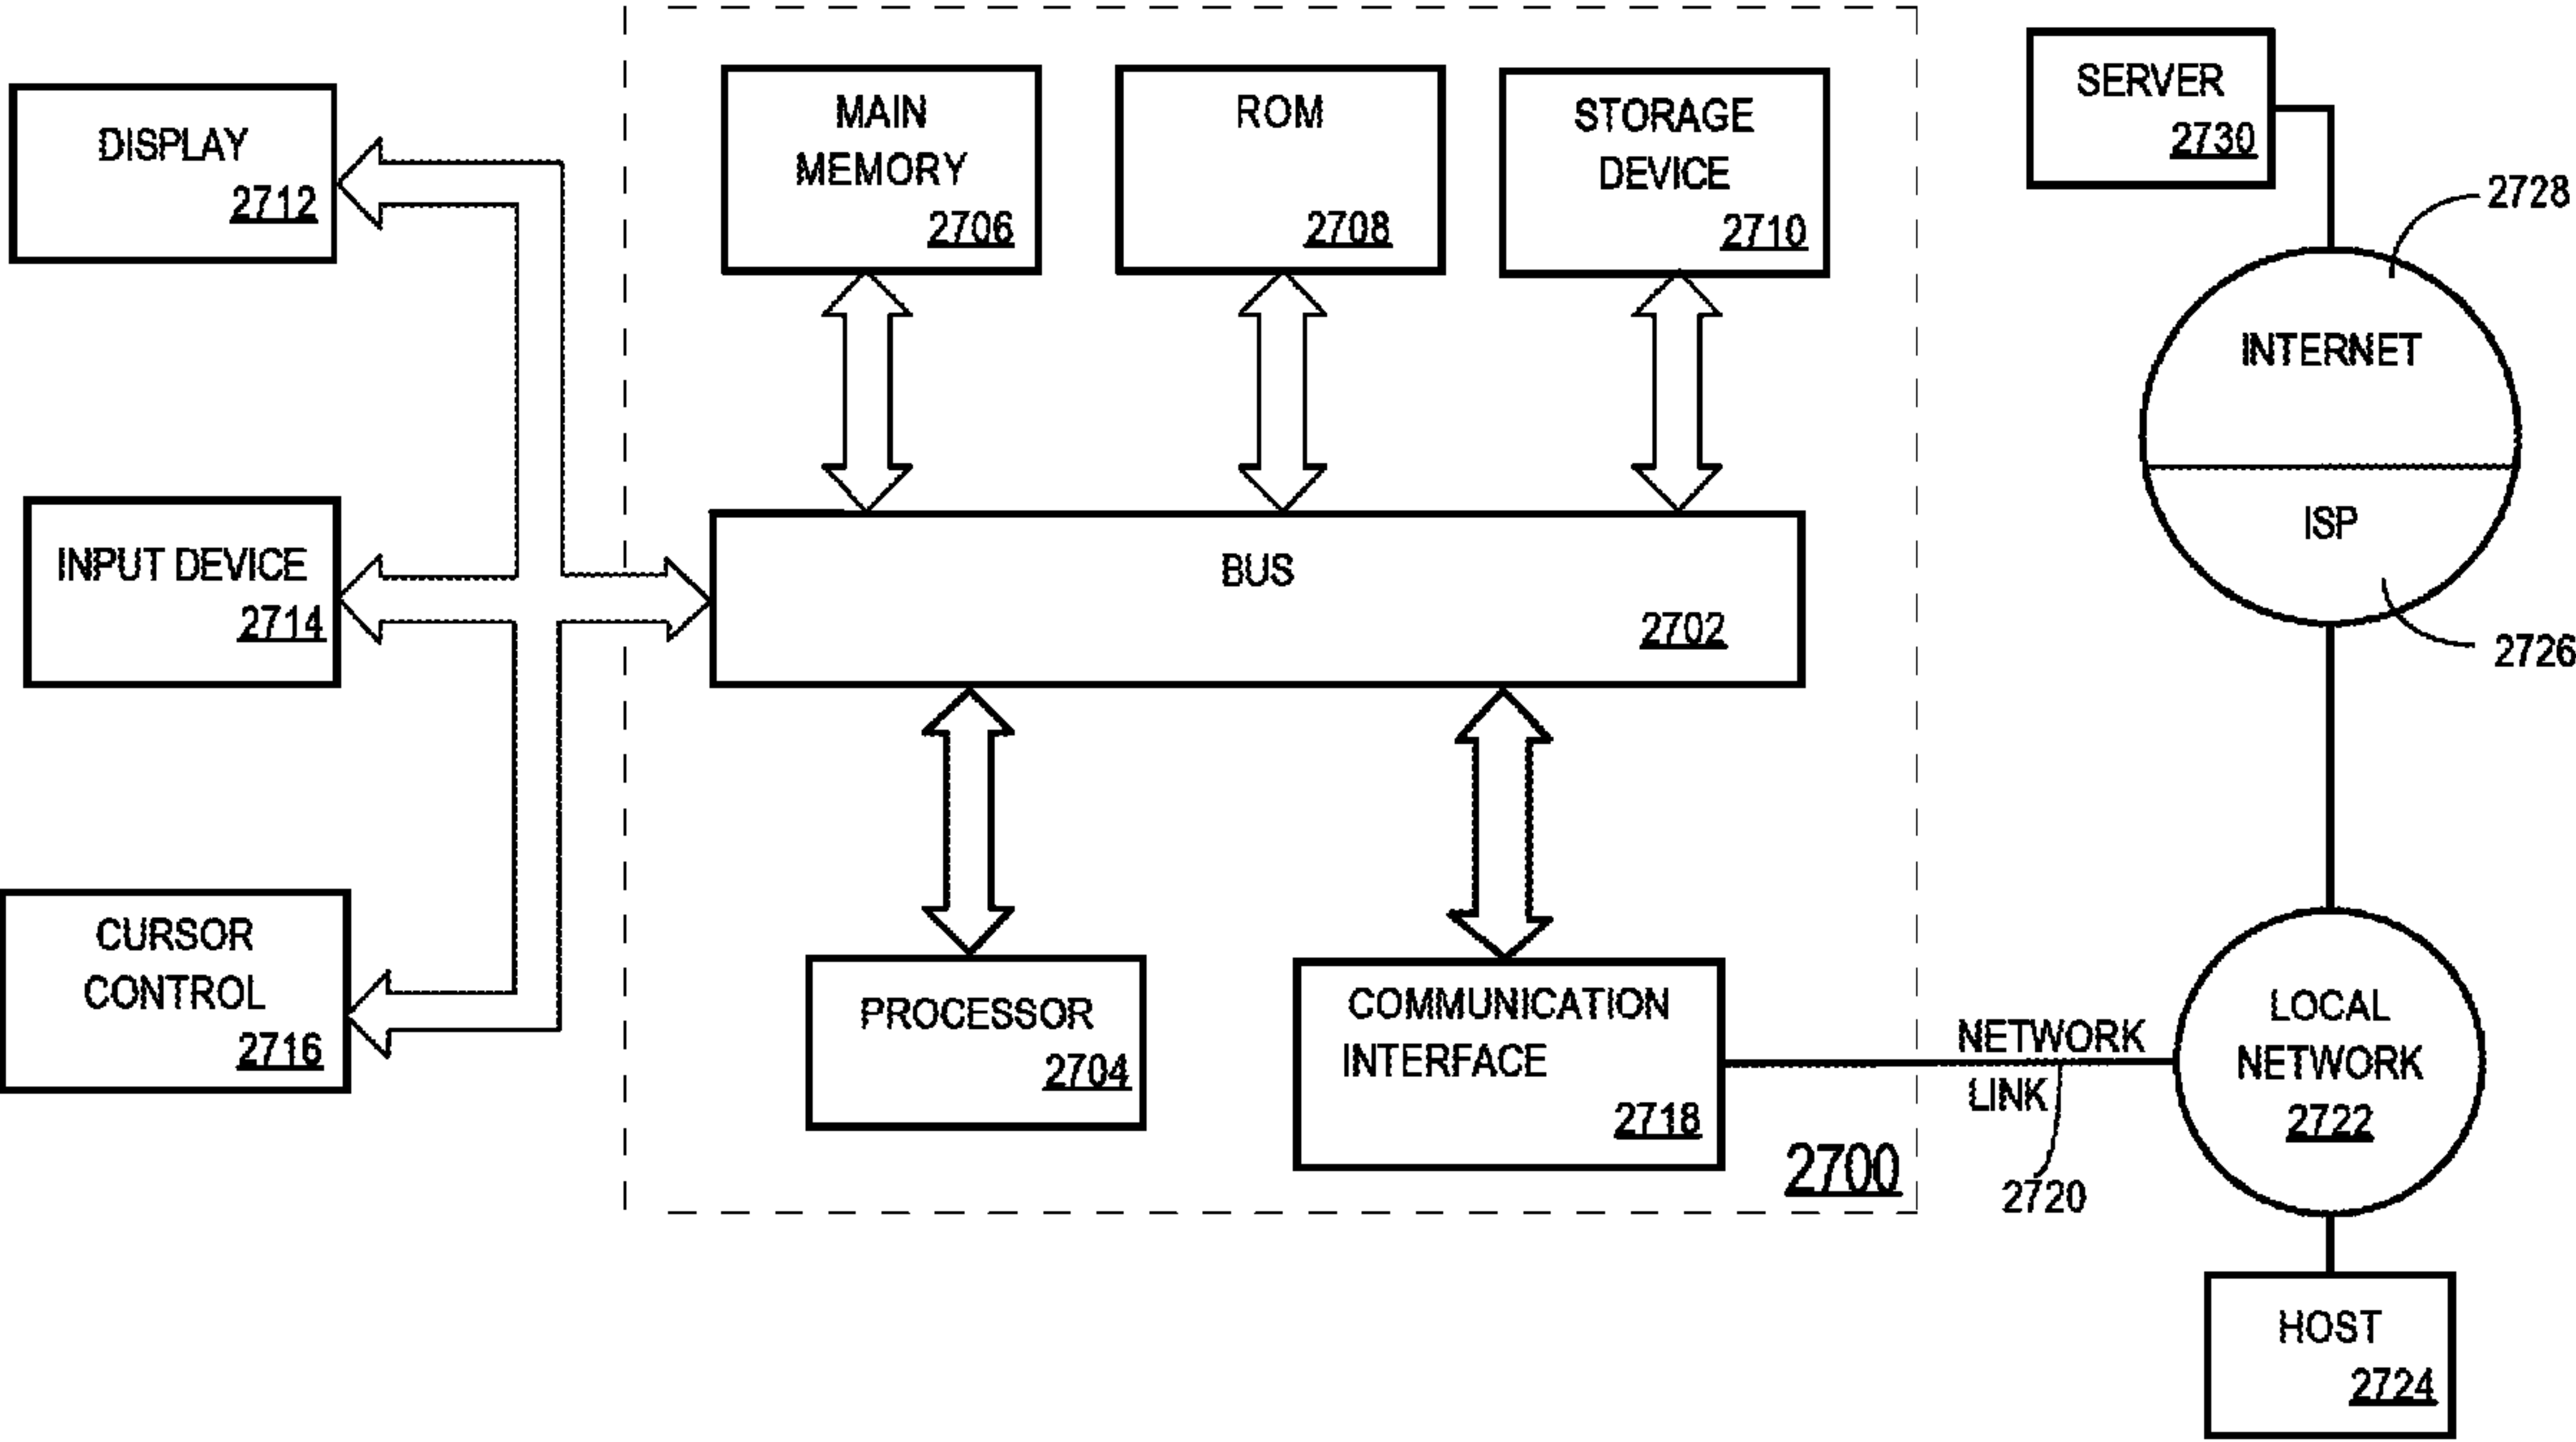 DISPLAY
2712
INPUT DEVICE
2714
CURSOR
CONTROL
2716
MAIN
MEMORY
2706
ROM
2708
STORAGE
DEVICE
2710
BUS
2702
PROCESSOR
2704
COMMUNICATION
INTERFACE
2718
2700
NETWORK
LINK
2720
SERVER
2730
2728
INTERNET
ISP
2726
LOCAL
NETWORK
2722
HOST
2724